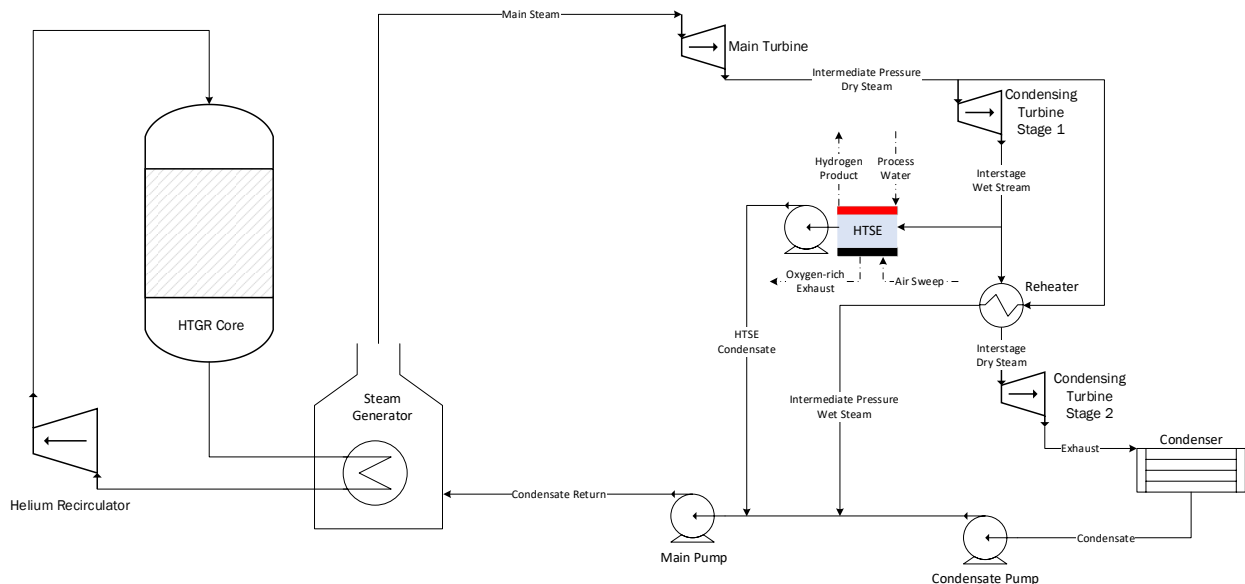 Main Steam
Main Turbine
Intermediate Pressure
Dry Steam
Condensing
Turbine
Stage 1
Hydrogen
Product
Process
Water
Interstage
Wet Stream
HTSE
Oxygen-rich
Exhaust
Air Sweep
Reheater
HTGR Core
HTSE
Condensate
Interstage
Dry Steam
Steam
Generator
Intermediate Pressure
Wet Steam
Condensing
Turbine
Stage 2
Exhaust
Condenser
Helium Recirculator
Condensate Return
Main Pump
Condensate
Condensate Pump